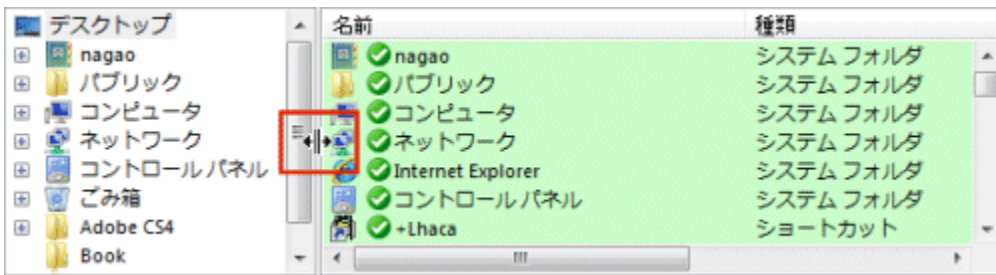 デスクトップ
nagao
パブリック
コンピュータ
ネットワーク
コントロール パネル
ごみ箱
Adobe CS4
Book
名前 種類
nagao システム フォルダ
パブリック システム フォルダ
コンピュータ システム フォルダ
ネットワーク システム フォルダ
Internet Explorer システム フォルダ
コントロール パネル システム フォルダ
+Lhaca ショートカット